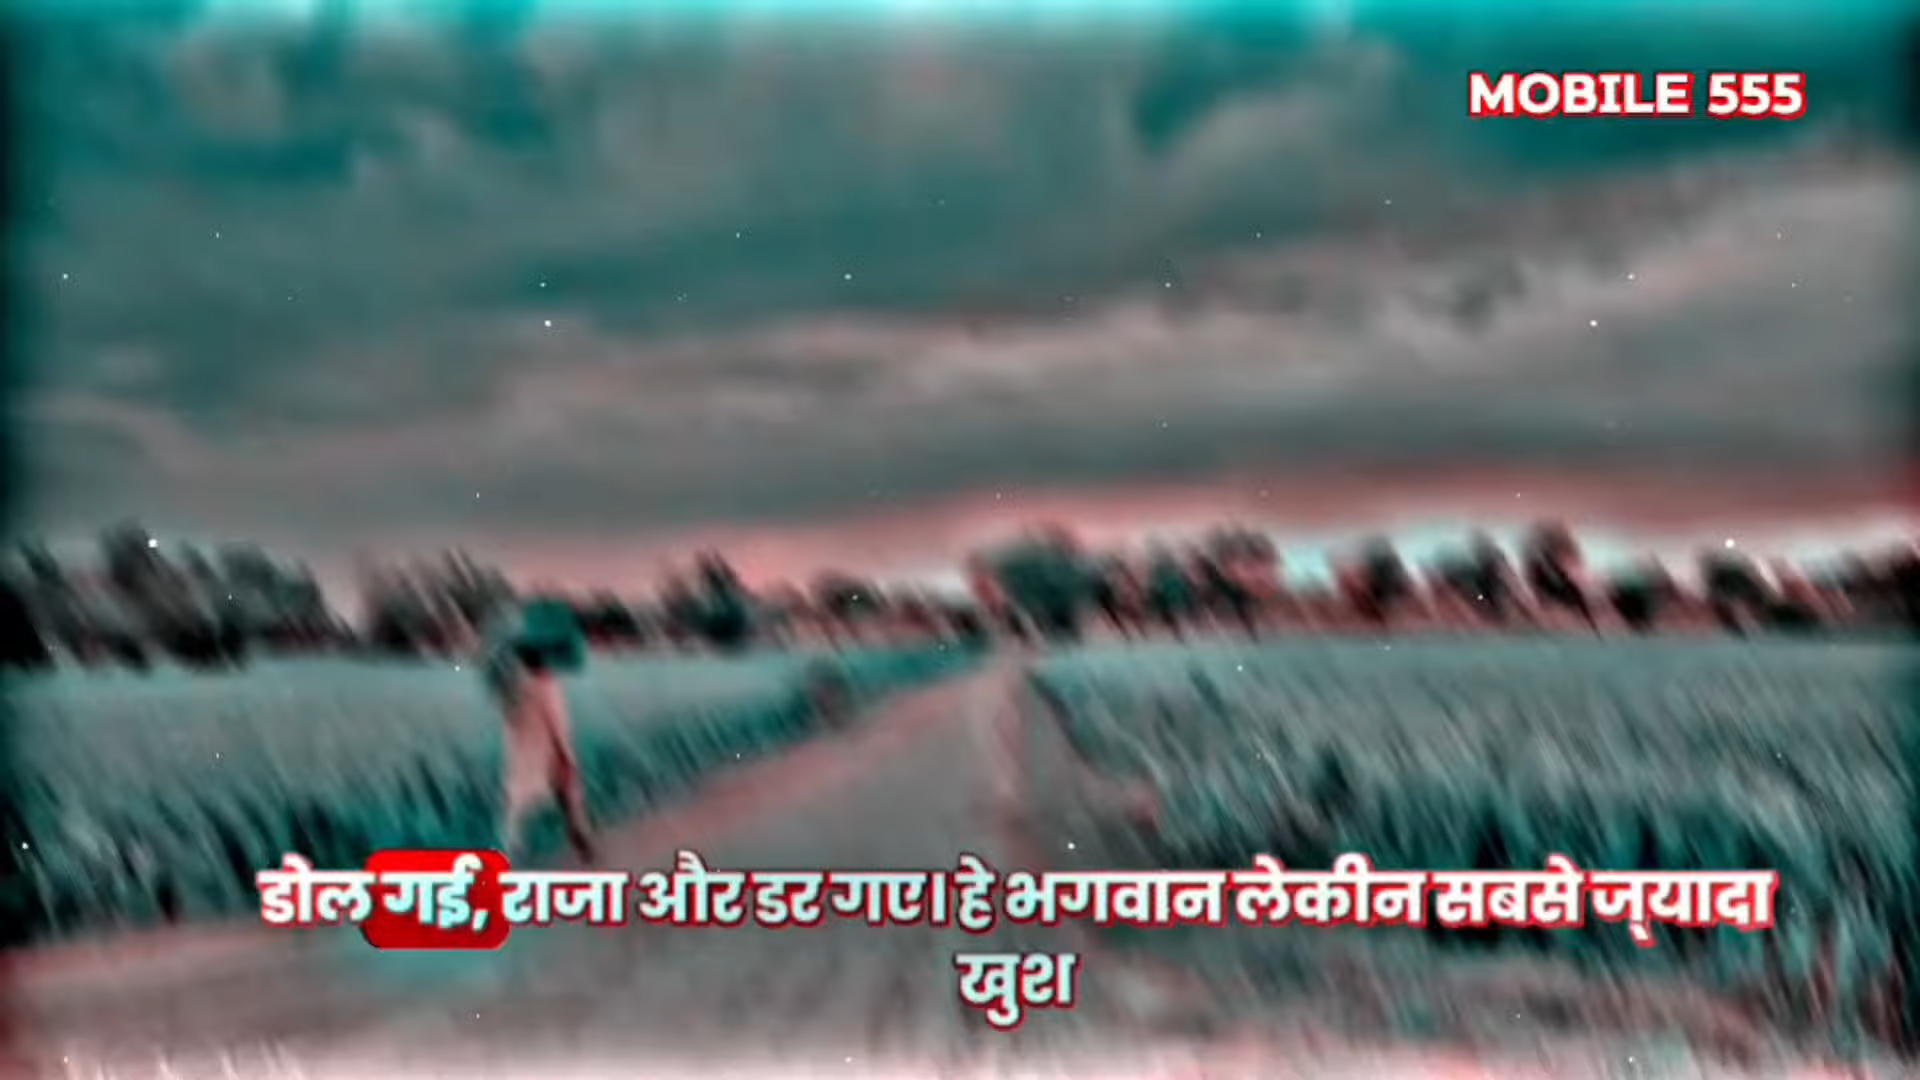 MOBILE 555
डोल गई, राजा और डर गए। हे भगवान लेकीन सबसे ज़्यादा
खुश